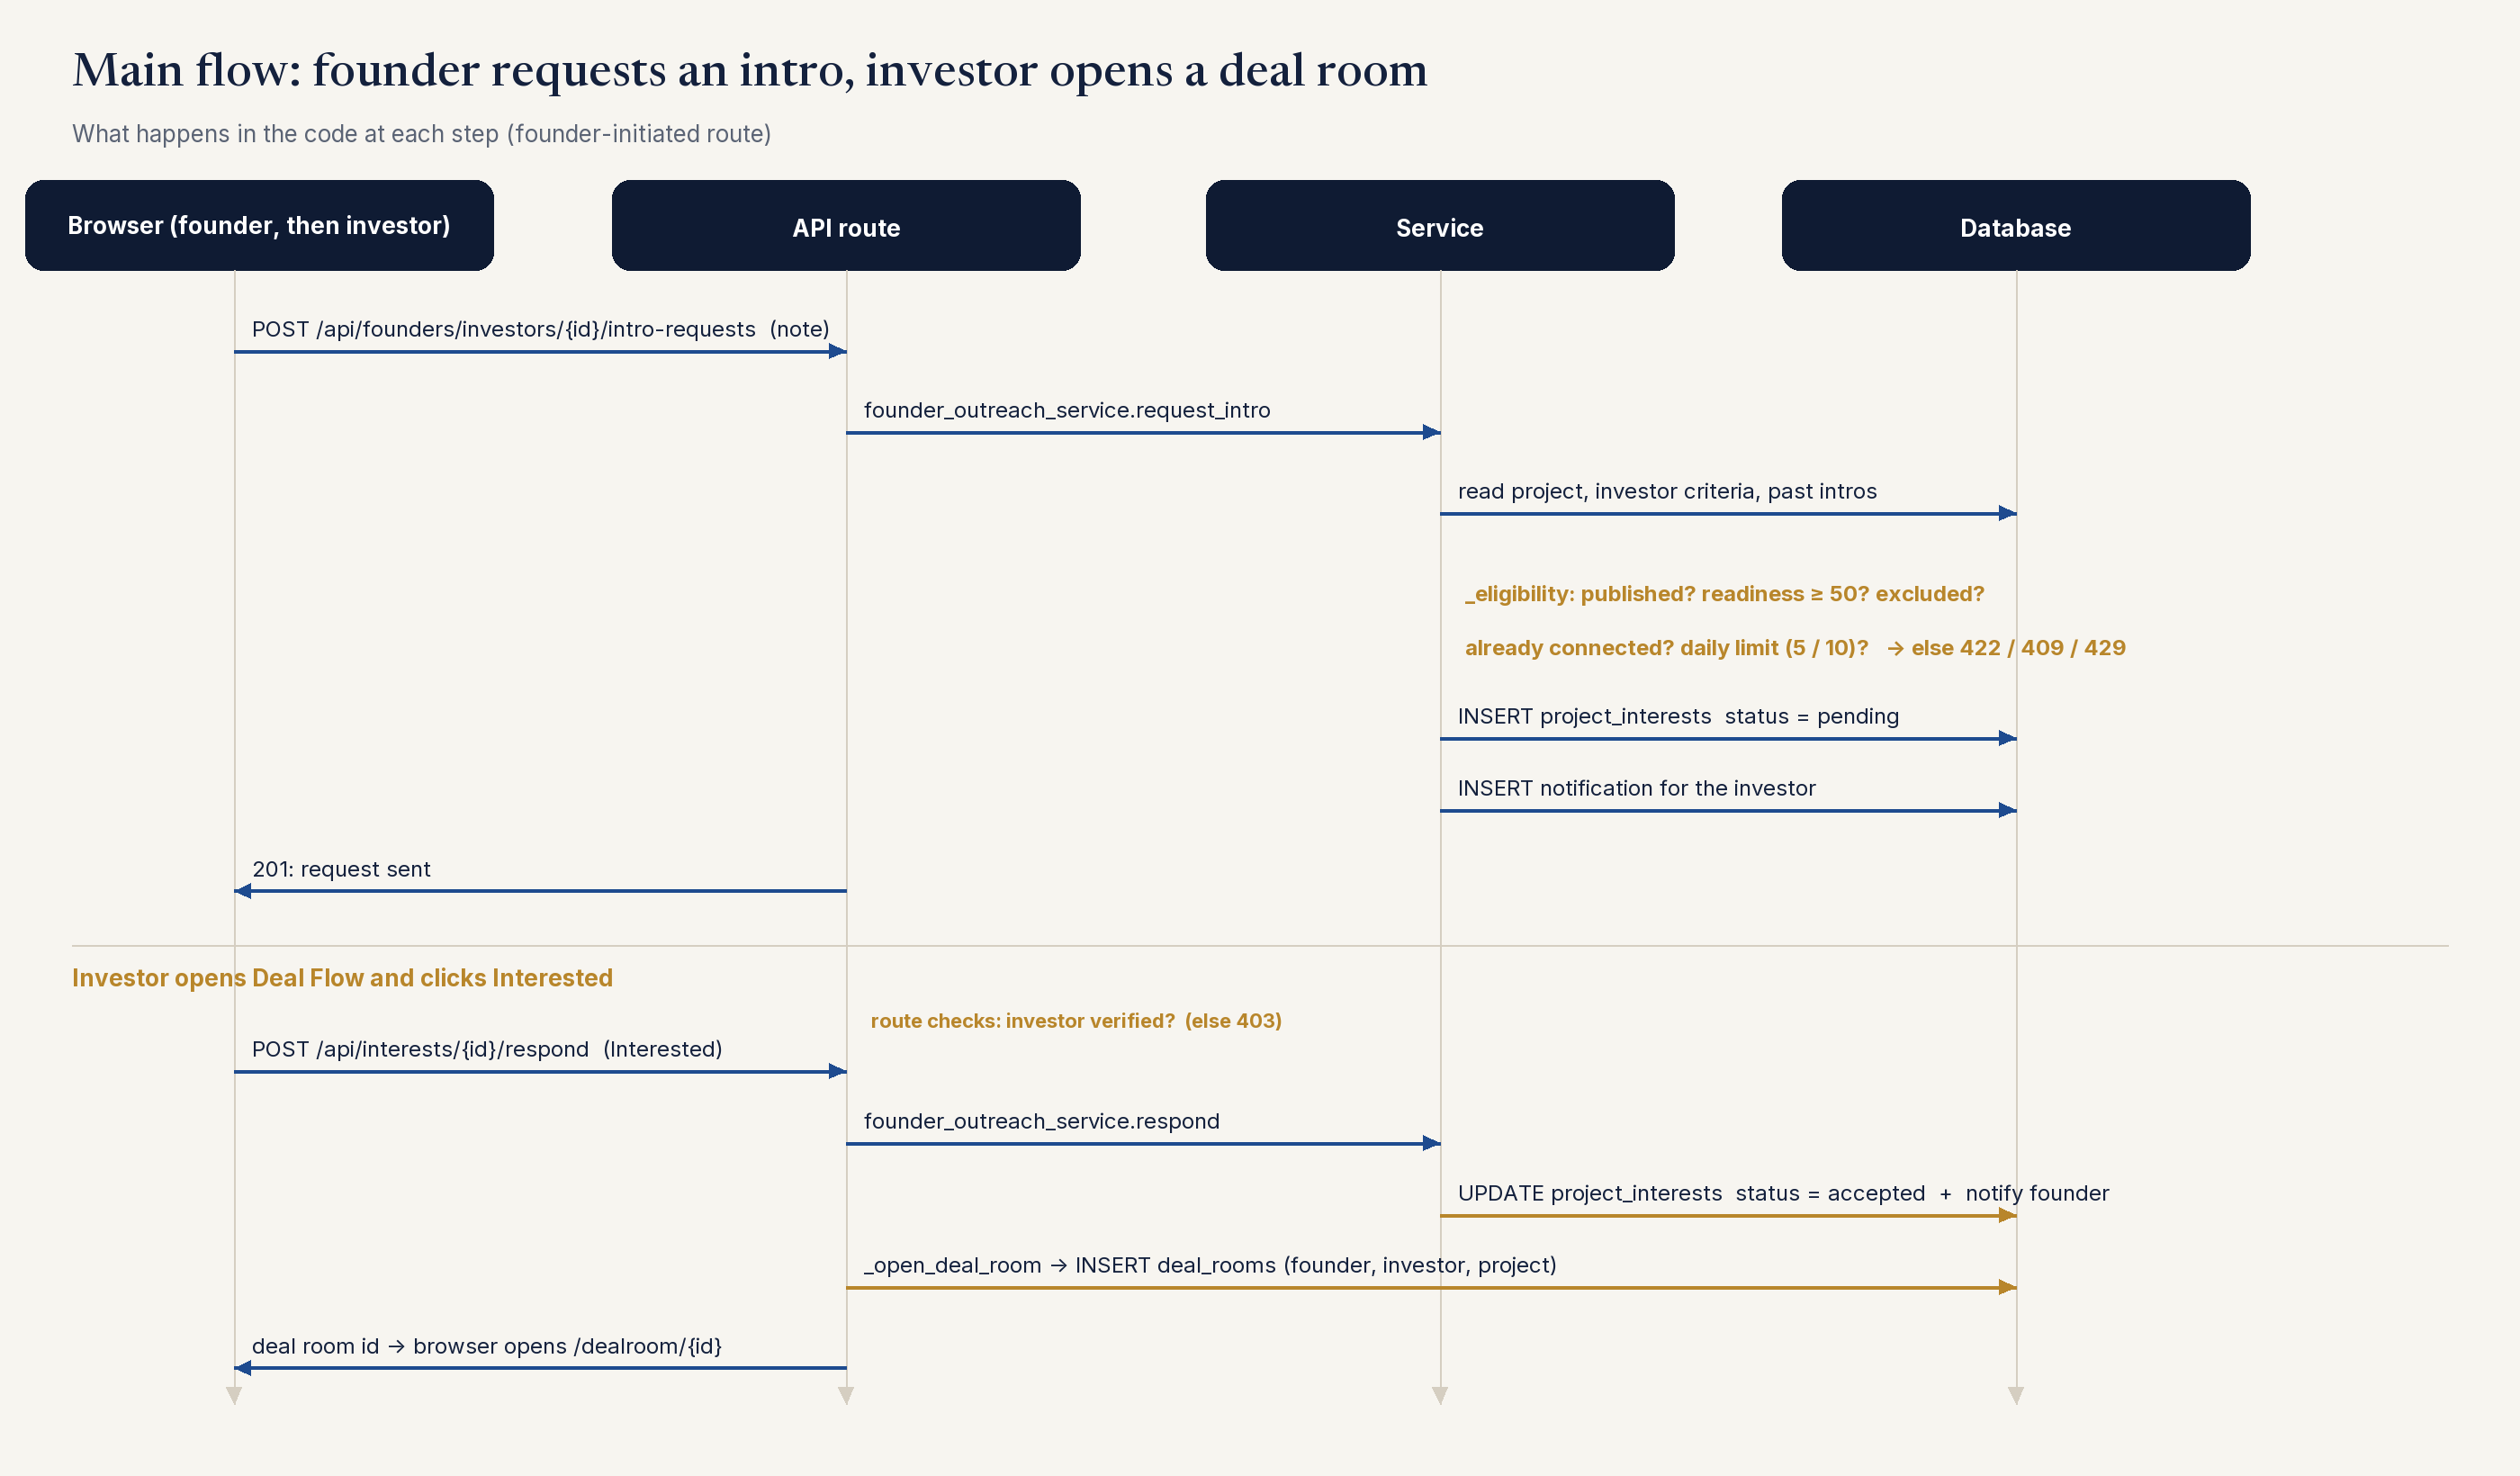 Main flow: founder requests an intro, investor opens a deal room
What happens in the code at each step (founder-initiated route)
Browser (founder, then investor)
API route
Service
Database
POST /api/founders/investors/{id}/intro-requests (note)
founder_outreach_service.request_intro
read project, investor criteria, past intros
_eligibility: published? readiness ≥ 50? excluded?
already connected? daily limit (5 / 10)? → else 422 / 409 / 429
INSERT project_interests status = pending
INSERT notification for the investor
201: request sent
Investor opens Deal Flow and clicks Interested
route checks: investor verified? (else 403)
POST /api/interests/{id}/respond (Interested)
founder_outreach_service.respond
UPDATE project_interests status = accepted + notify founder
_open_deal_room → INSERT deal_rooms (founder, investor, project)
deal room id → browser opens /dealroom/{id}